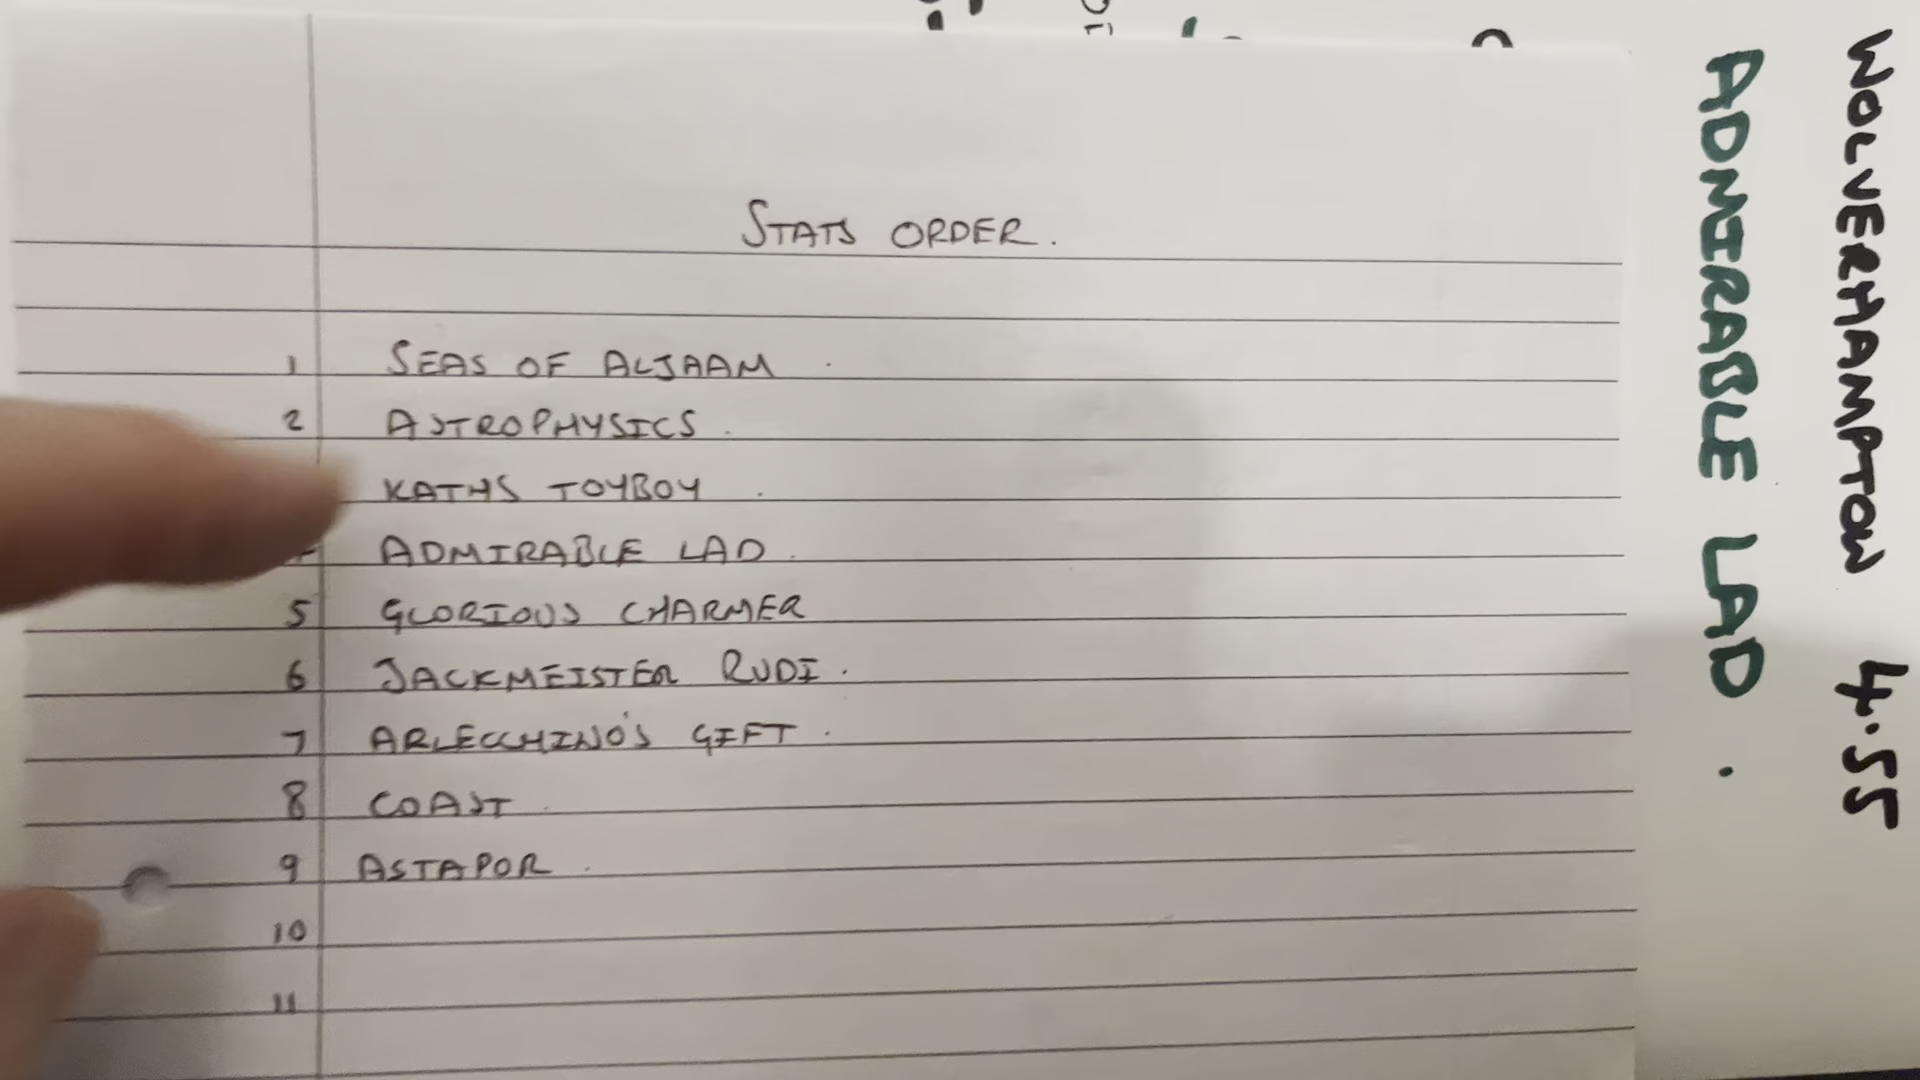 STATS ORDER.
1 SEAS OF ALJAAM .
2 ASTROPHYSICS .
KATHS TOYBOY .
ADMIRABLE LAD .
5 GLORIOUS CHARMER
6 JACKMEISTER RUDI .
7 ARLECCHINO'S GIFT .
8 COAST .
9 ASTAPOR .
10
11
WOLVERHAMPTON 4.55
ADMIRABLE LAD .